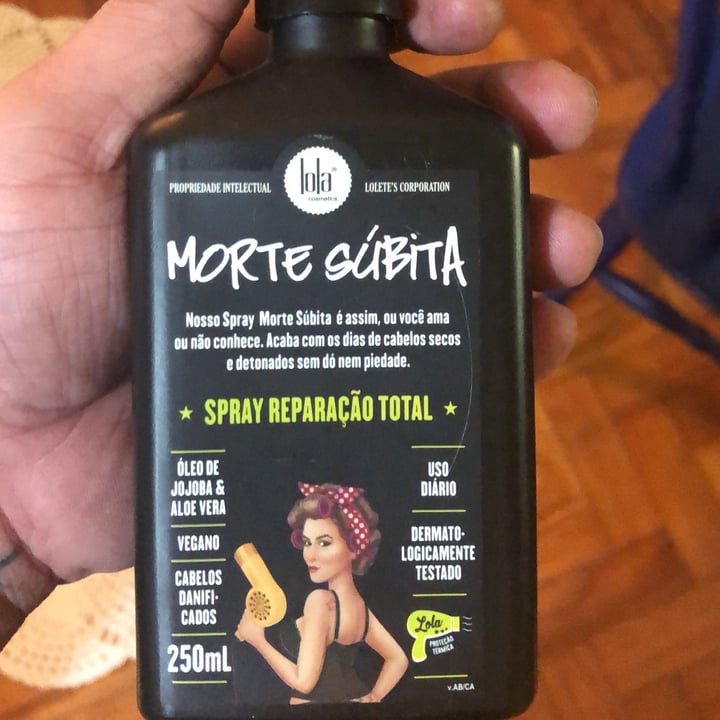 PROPRIEDADE INTELECTUAL
lola®
cosmetics
LOLETE'S CORPORATION
MORTE SÚBITA
Nosso Spray Morte Súbita é assim, ou você ama
ou não conhece. Acaba com os dias de cabelos secos
e detonados sem dó nem piedade.
SPRAY REPARAÇÃO TOTAL
ÓLEO DE
JOJOBA &
ALOE VERA
VEGANO
CABELOS
DANIFI-
CADOS
250mL
USO
DIÁRIO
DERMATO-
LOGICAMENTE
TESTADO
Lola
PROTEÇÃO
TÉRMICA
v.AB/CA